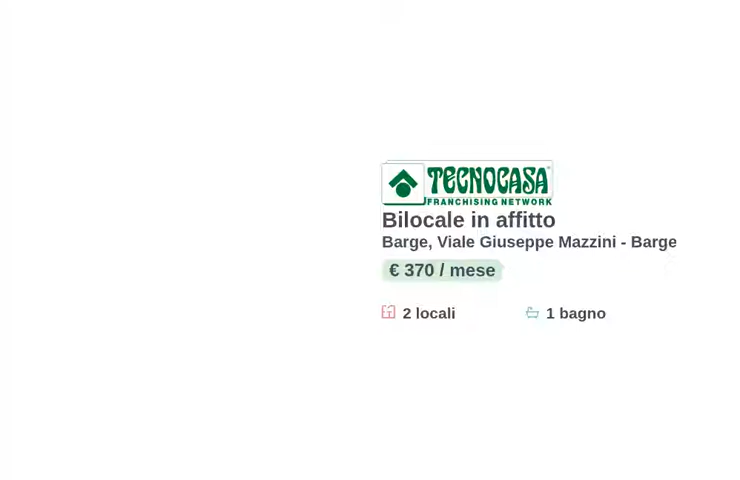 TECNOCASA
FRANCHISING NETWORK
Bilocale in affitto
Barge, Viale Giuseppe Mazzini - Barge
€ 370 / mese
2 locali
1 bagno